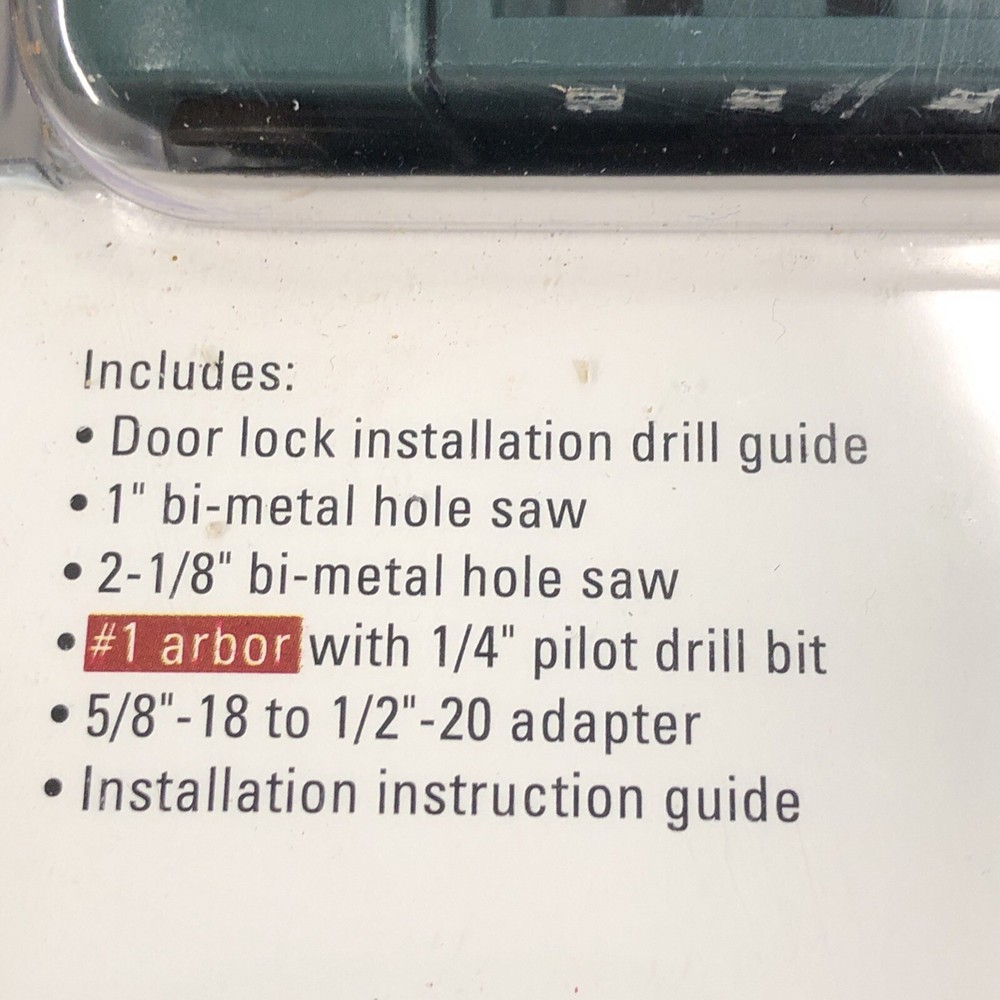 Includes:
• Door lock installation drill guide
• 1" bi-metal hole saw
• 2-1/8" bi-metal hole saw
• #1 arbor with 1/4" pilot drill bit
• 5/8"-18 to 1/2"-20 adapter
• Installation instruction guide